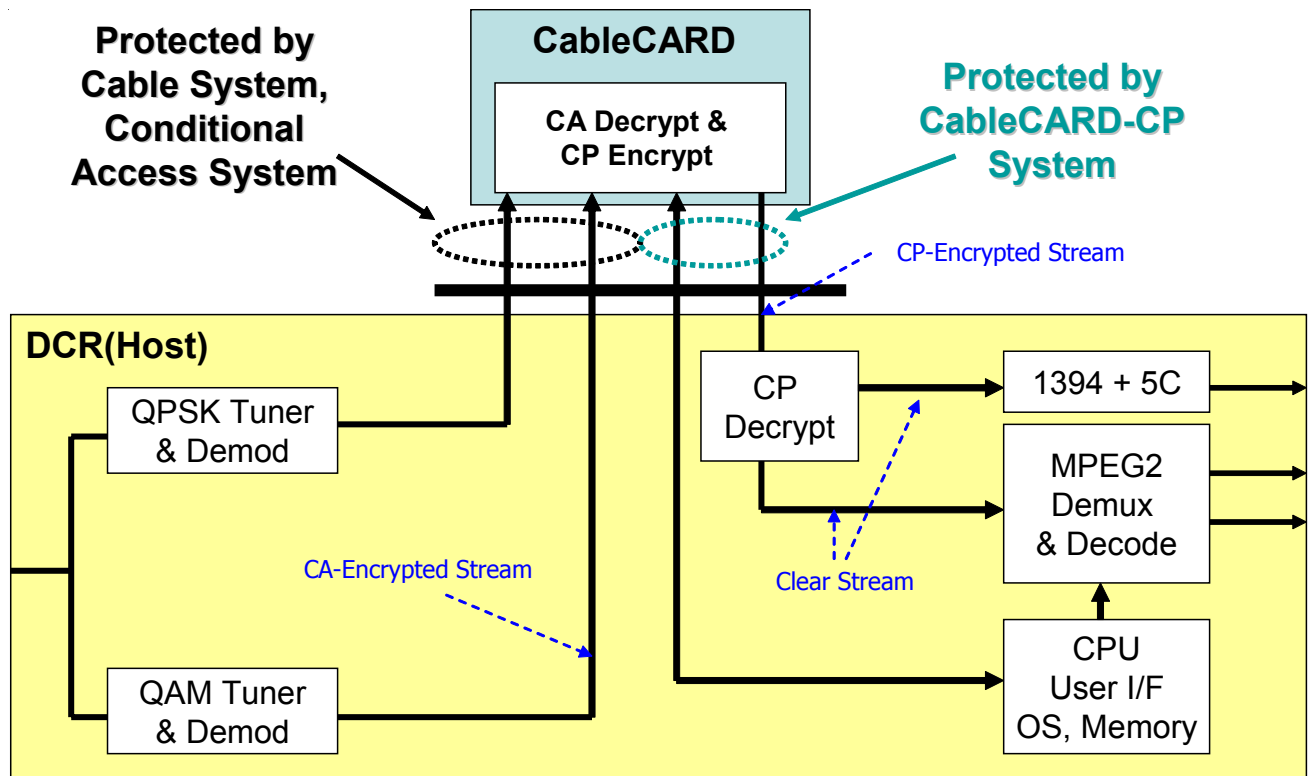 Protected by
Cable System,
Conditional
Access System
CableCARD
CA Decrypt &
CP Encrypt
Protected by
CableCARD-CP
System
CP-Encrypted Stream
DCR(Host)
QPSK Tuner
& Demod
CP
Decrypt
1394 + 5C
MPEG2
Demux
& Decode
CA-Encrypted Stream
Clear Stream
QAM Tuner
& Demod
CPU
User I/F
OS, Memory